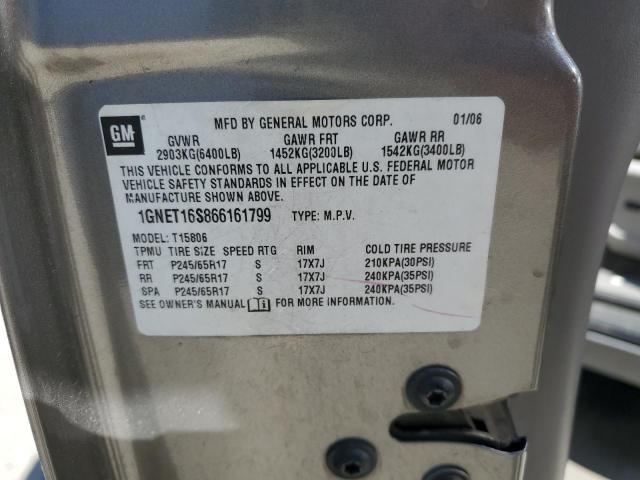 GM
MFD BY GENERAL MOTORS CORP. 01/06
GVWR GAWR FRT GAWR RR
2903KG(6400LB) 1452KG(3200LB) 1542KG(3400LB)
THIS VEHICLE CONFORMS TO ALL APPLICABLE U.S. FEDERAL MOTOR
VEHICLE SAFETY STANDARDS IN EFFECT ON THE DATE OF
MANUFACTURE SHOWN ABOVE.
1GNET16S866161799 TYPE: M.P.V.
MODEL: T15806
TPMU TIRE SIZE SPEED RTG RIM COLD TIRE PRESSURE
FRT P245/65R17 S 17X7J 210KPA(30PSI)
RR P245/65R17 S 17X7J 240KPA(35PSI)
SPA P245/65R17 S 17X7J 240KPA(35PSI)
SEE OWNER'S MANUAL FOR MORE INFORMATION.